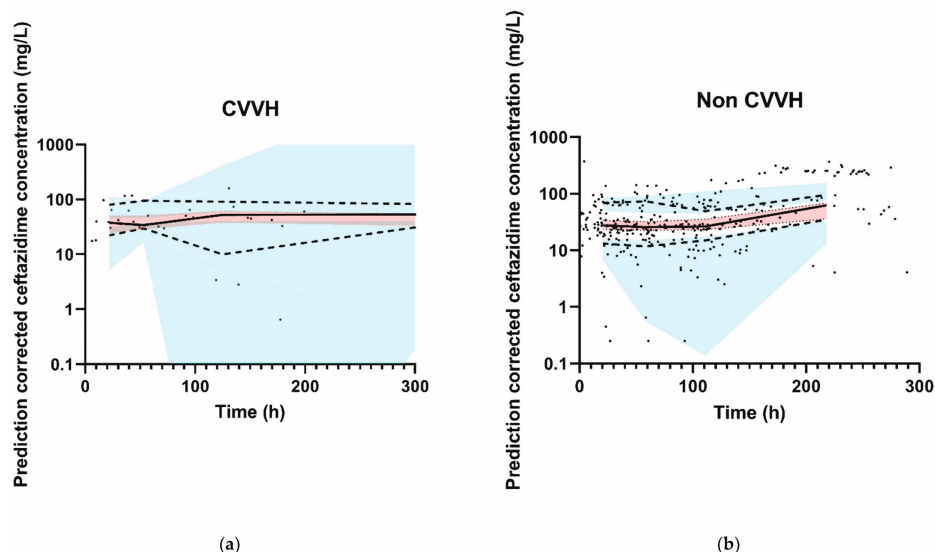 Prediction corrected ceftazidime concentration (mg/L)
CVVH
1000
100
10
1
0.1
0
100
200
300
Time (h)
(a)
Prediction corrected ceftazidime concentration (mg/L)
Non CVVH
1000
100
10
1
0.1
0
100
200
300
Time (h)
(b)